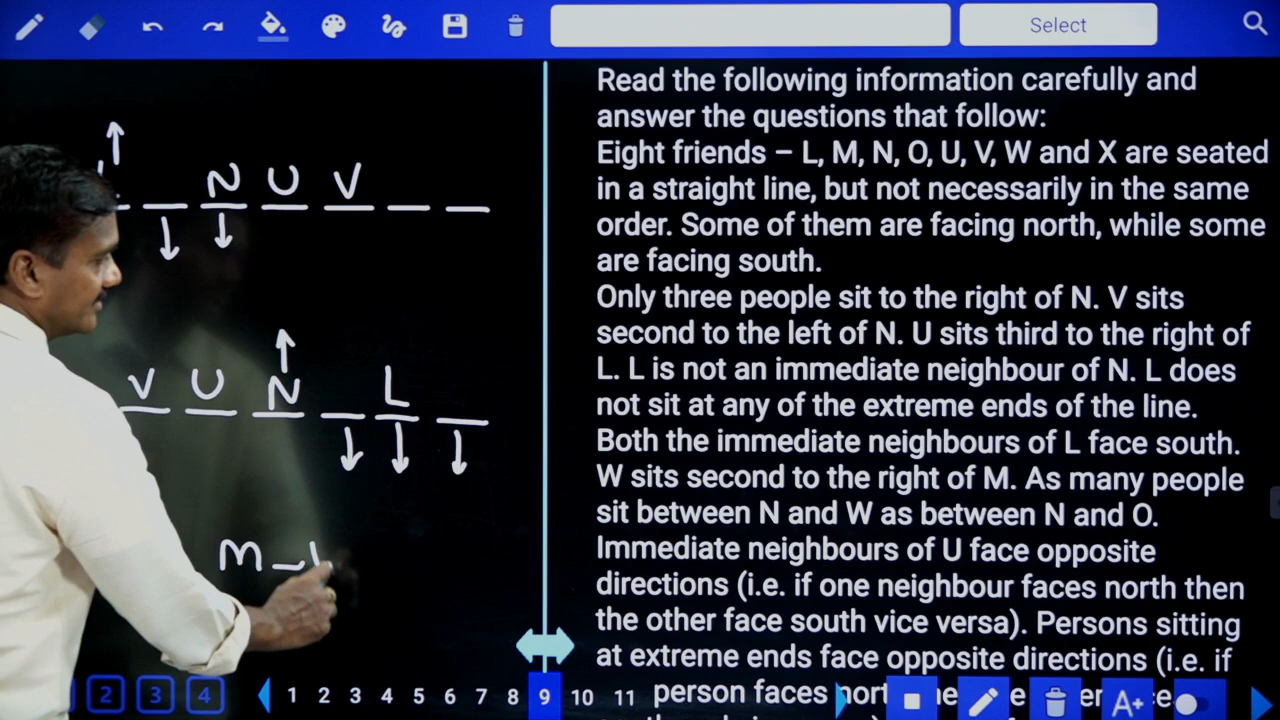 Select
N U V
V U N L
M
Read the following information carefully and
answer the questions that follow:
Eight friends – L, M, N, O, U, V, W and X are seated
in a straight line, but not necessarily in the same
order. Some of them are facing north, while some
are facing south.
Only three people sit to the right of N. V sits
second to the left of N. U sits third to the right of
L. L is not an immediate neighbour of N. L does
not sit at any of the extreme ends of the line.
Both the immediate neighbours of L face south.
W sits second to the right of M. As many people
sit between N and W as between N and O.
Immediate neighbours of U face opposite
directions (i.e. if one neighbour faces north then
the other face south vice versa). Persons sitting
at extreme ends face opposite directions (i.e. if
person faces
2 3 4 1 2 3 4 5 6 7 8 9 10 11 A+